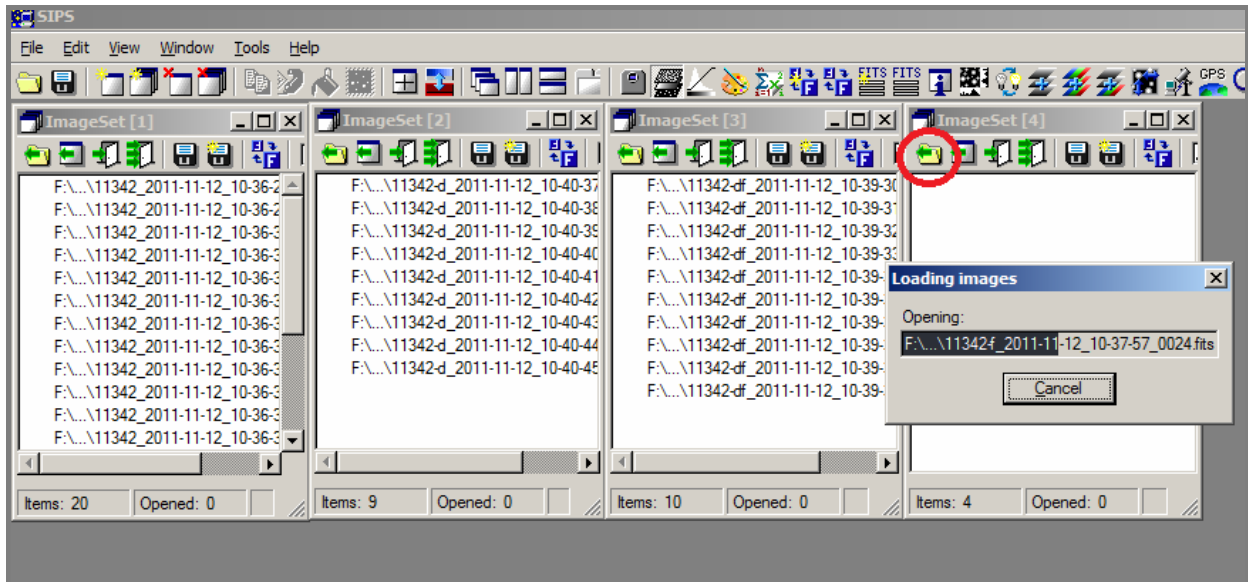 SIPS
File Edit View Window Tools Help
FITS FITS GPS
ImageSet [1]
F:\...\11342_2011-11-12_10-36-2
F:\...\11342_2011-11-12_10-36-2
F:\...\11342_2011-11-12_10-36-3
F:\...\11342_2011-11-12_10-36-3
F:\...\11342_2011-11-12_10-36-3
F:\...\11342_2011-11-12_10-36-3
F:\...\11342_2011-11-12_10-36-3
F:\...\11342_2011-11-12_10-36-3
F:\...\11342_2011-11-12_10-36-3
F:\...\11342_2011-11-12_10-36-3
F:\...\11342_2011-11-12_10-36-3
F:\...\11342_2011-11-12_10-36-3
Items: 20 Opened: 0
ImageSet [2]
F:\...\11342-d_2011-11-12_10-40-37
F:\...\11342-d_2011-11-12_10-40-38
F:\...\11342-d_2011-11-12_10-40-39
F:\...\11342-d_2011-11-12_10-40-40
F:\...\11342-d_2011-11-12_10-40-41
F:\...\11342-d_2011-11-12_10-40-42
F:\...\11342-d_2011-11-12_10-40-43
F:\...\11342-d_2011-11-12_10-40-44
F:\...\11342-d_2011-11-12_10-40-45
Items: 9 Opened: 0
ImageSet [3]
F:\...\11342-df_2011-11-12_10-39-30
F:\...\11342-df_2011-11-12_10-39-31
F:\...\11342-df_2011-11-12_10-39-32
F:\...\11342-df_2011-11-12_10-39-33
F:\...\11342-df_2011-11-12_10-39-
F:\...\11342-df_2011-11-12_10-39-
F:\...\11342-df_2011-11-12_10-39-
F:\...\11342-df_2011-11-12_10-39-
F:\...\11342-df_2011-11-12_10-39-
F:\...\11342-df_2011-11-12_10-39-
Items: 10 Opened: 0
ImageSet [4]
Items: 4 Opened: 0
Loading images
Opening:
F:\...\11342-f_2011-11-12_10-37-57_0024.fits
Cancel